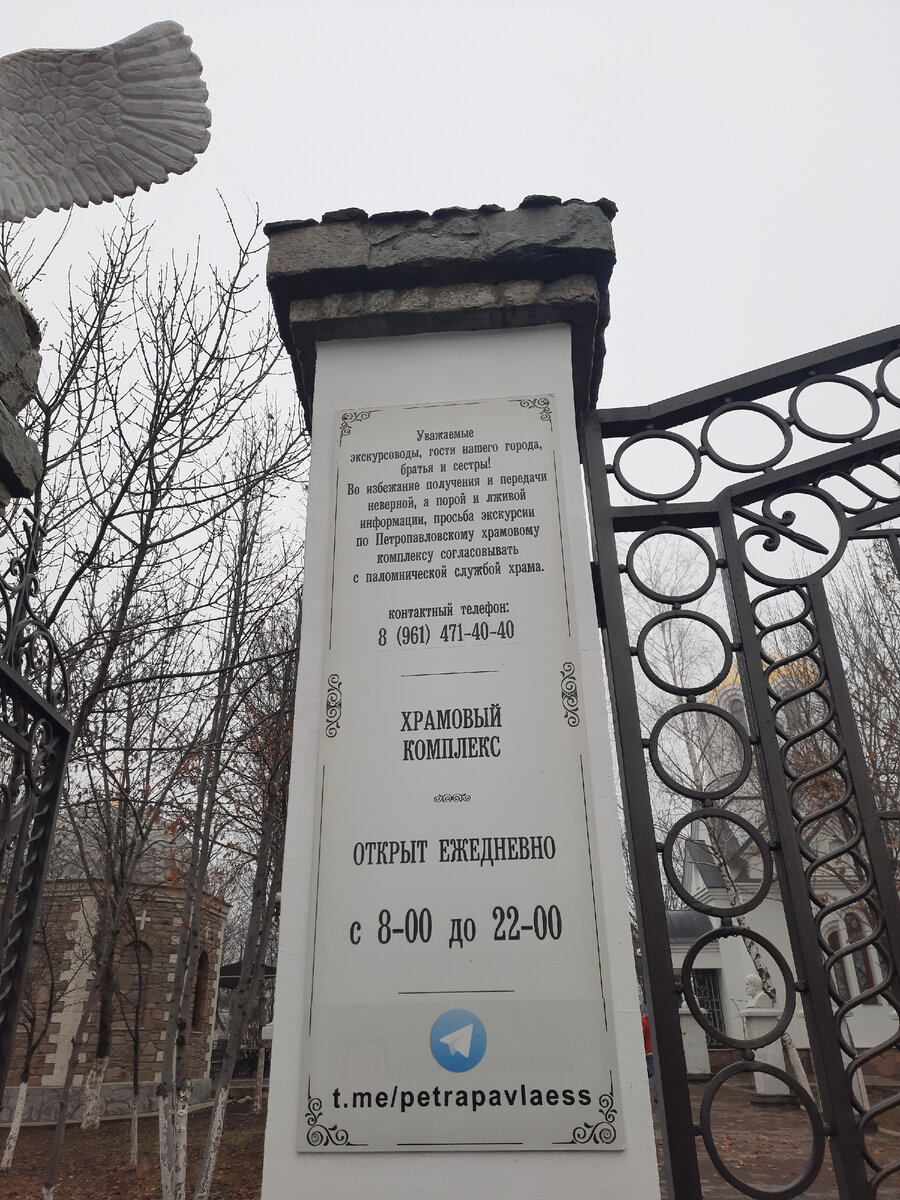 Уважаемые
экскурсоводы, гости нашего города,
братья и сестры!
Во избежание получения и передачи
неверной, а порой и лживой
информации, просьба экскурсии
по Петропавловскому храмовому
комплексу согласовывать
с паломнической службой храма.
контактный телефон:
8 (961) 471-40-40
ХРАМОВЫЙ
КОМПЛЕКС
ОТКРЫТ ЕЖЕДНЕВНО
с 8-00 до 22-00
t.me/petrapavlaess